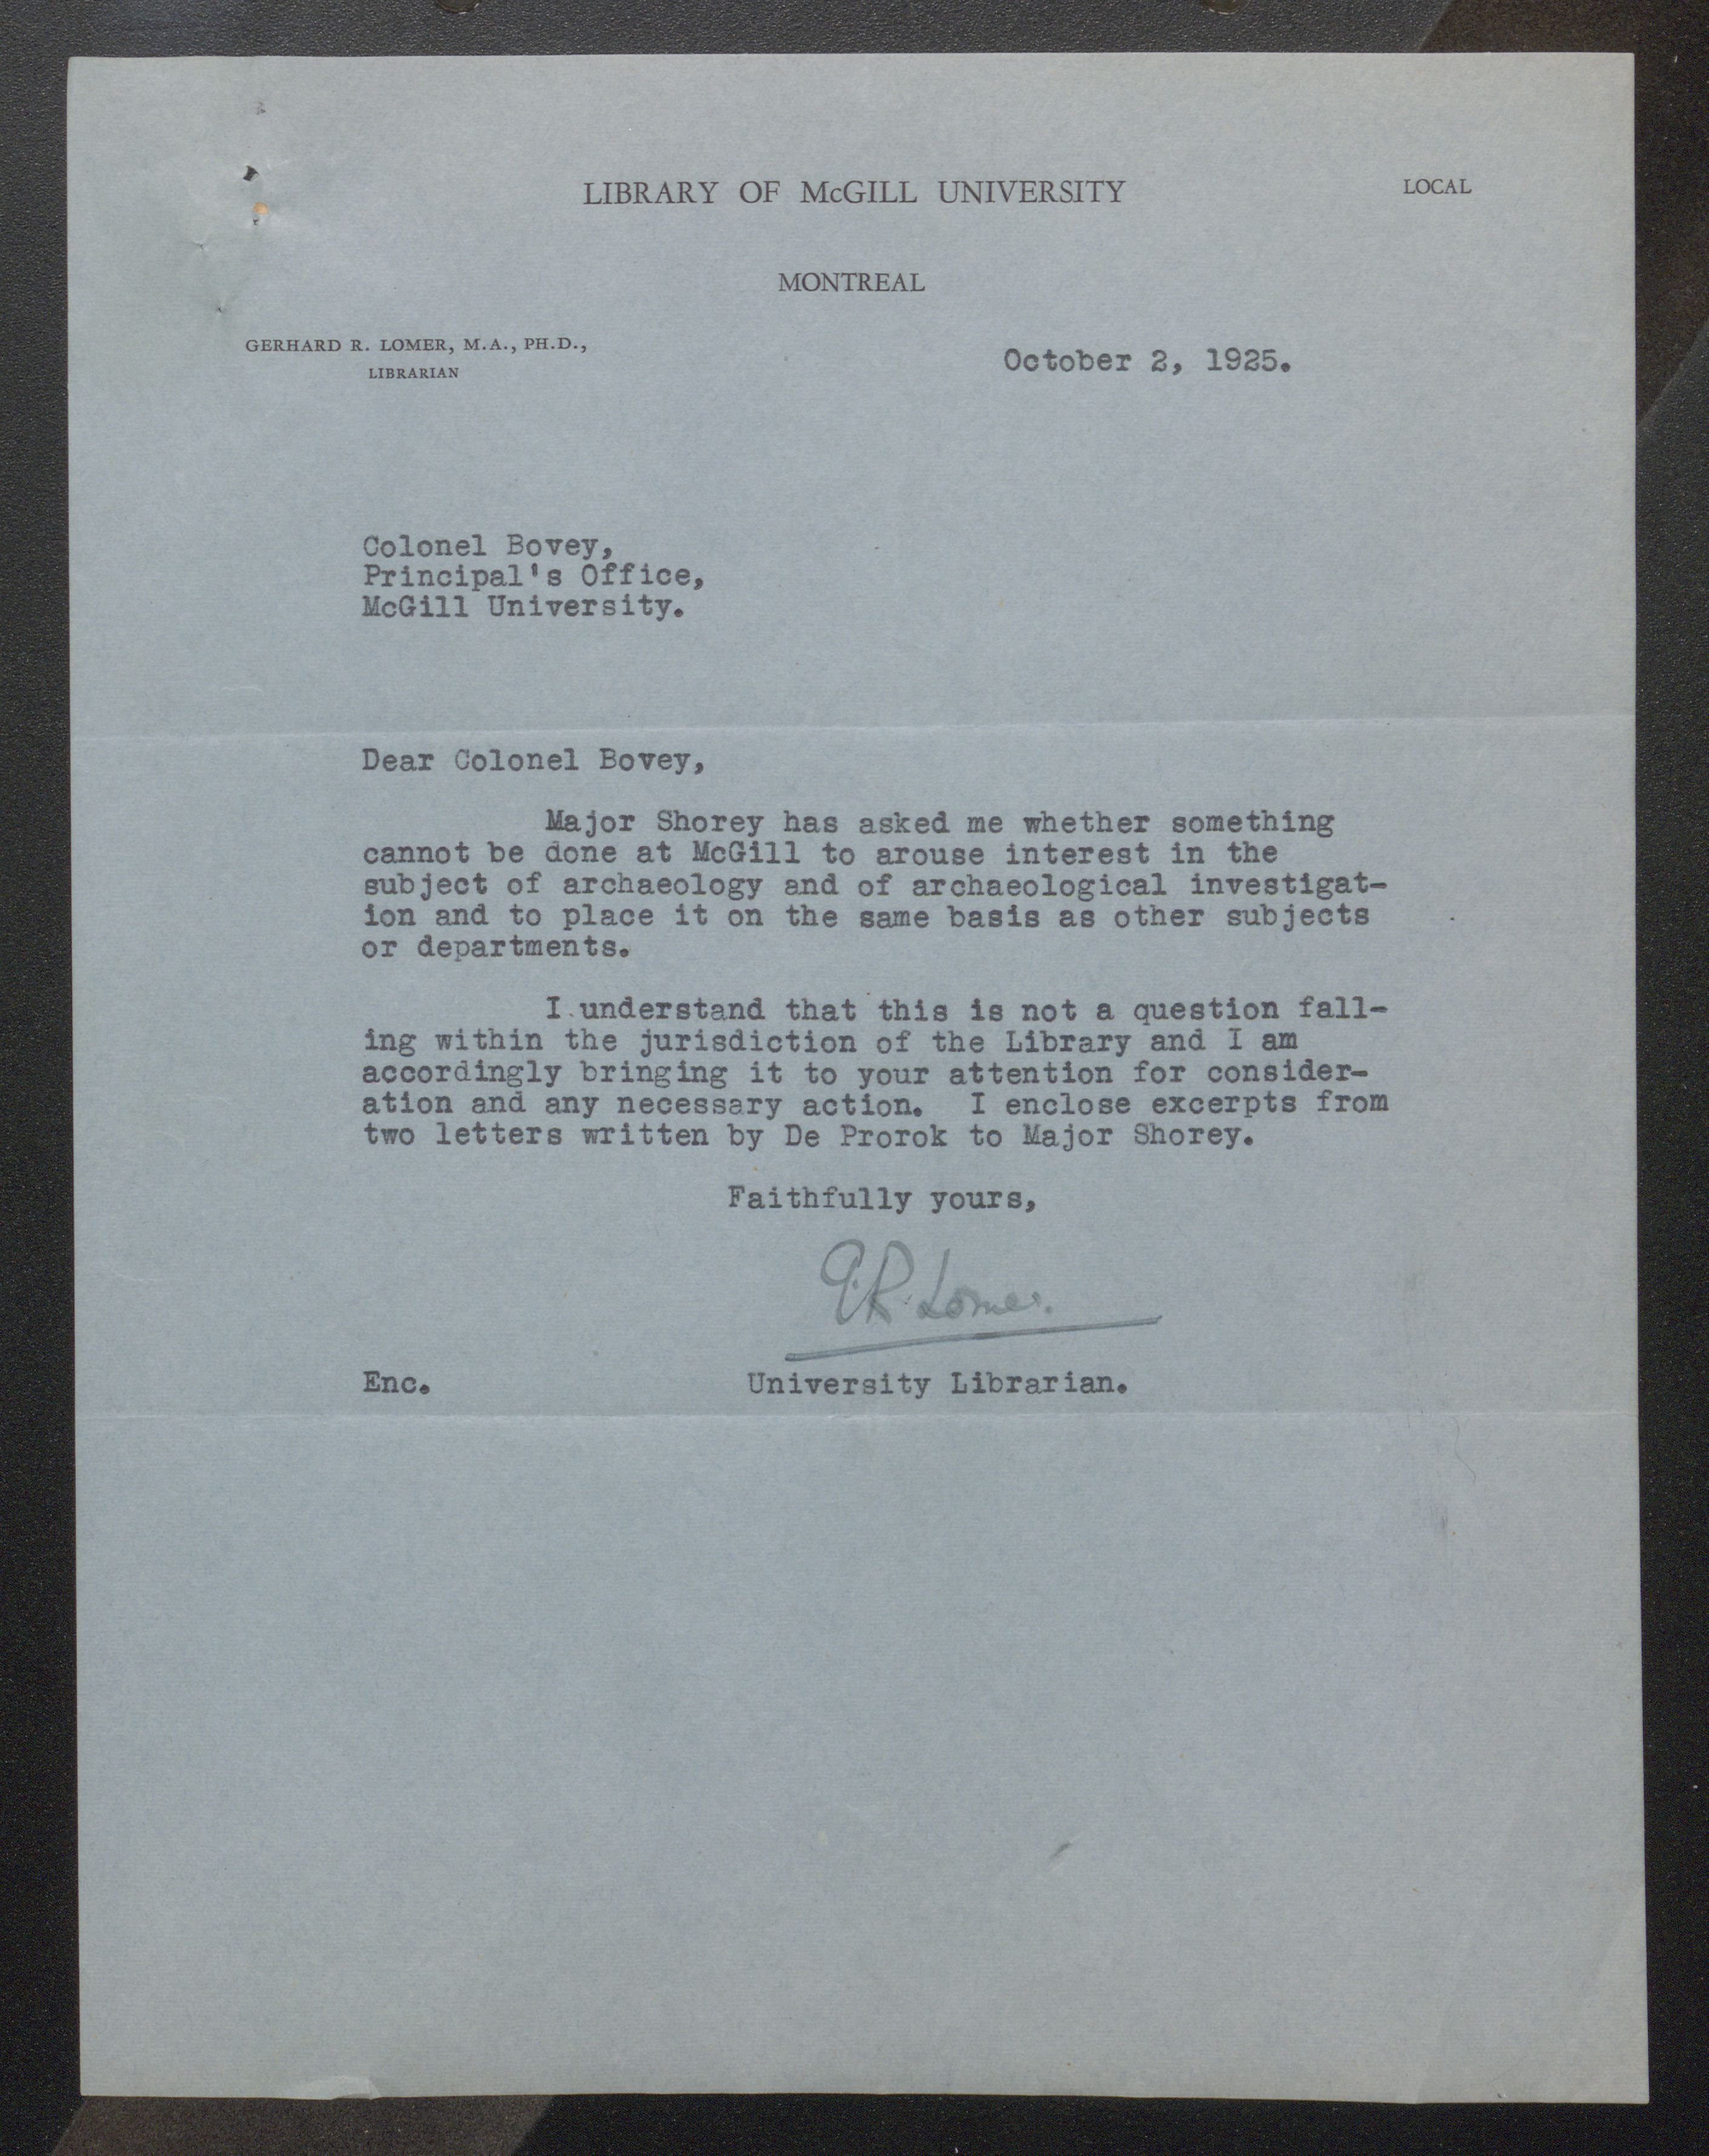 LIBRARY OF McGILL UNIVERSITY
LOCAL
MONTREAL
GERHARD R. LOMER, M.A., PH.D.,
LIBRARIAN
October 2, 1925.
Colonel Bovey,
Principal's Office,
McGill University.
Dear Colonel Bovey,
Major Shorey has asked me whether something
cannot be done at McGill to arouse interest in the
subject of archaeology and of archaeological investigat-
ion and to place it on the same basis as other subjects
or departments.
I understand that this is not a question fall-
ing within the jurisdiction of the Library and I am
accordingly bringing it to your attention for consider-
ation and any necessary action. I enclose excerpts from
two letters written by De Prorok to Major Shorey.
Faithfully yours,
G.R. Lomer.
Enc.
University Librarian.